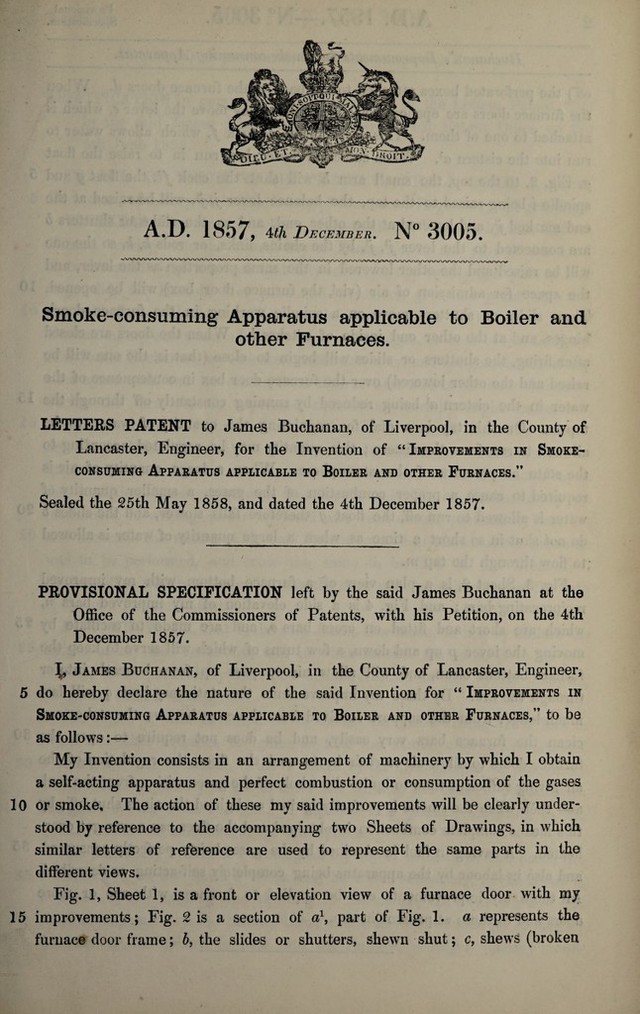 HONI SOIT QUI MAL Y
DIEU ET MON DROIT
A.D. 1857, 4th DECEMBER. No 3005.
Smoke-consuming Apparatus applicable to Boiler and
other Furnaces.
LETTERS PATENT to James Buchanan, of Liverpool, in the County of
Lancaster, Engineer, for the Invention of “IMPROVEMENTS IN SMOKE-
CONSUMING APPARATUS APPLICABLE TO BOILER AND OTHER FURNACES.”
Sealed the 25th May 1858, and dated the 4th December 1857.
PROVISIONAL SPECIFICATION left by the said James Buchanan at the
Office of the Commissioners of Patents, with his Petition, on the 4th
December 1857.
I, JAMES BUCHANAN, of Liverpool, in the County of Lancaster, Engineer,
5 do hereby declare the nature of the said Invention for “IMPROVEMENTS IN
SMOKE-CONSUMING APPARATUS APPLICABLE TO BOILER AND OTHER FURNACES,” to be
as follows:—
My Invention consists in an arrangement of machinery by which I obtain
a self-acting apparatus and perfect combustion or consumption of the gases
10 or smoke. The action of these my said improvements will be clearly under-
stood by reference to the accompanying two Sheets of Drawings, in which
similar letters of reference are used to represent the same parts in the
different views.
Fig. 1, Sheet 1, is a front or elevation view of a furnace door with my
15 improvements; Fig. 2 is a section of a¹, part of Fig. 1. a represents the
furnace door frame; b, the slides or shutters, shewn shut; c, shews (broken